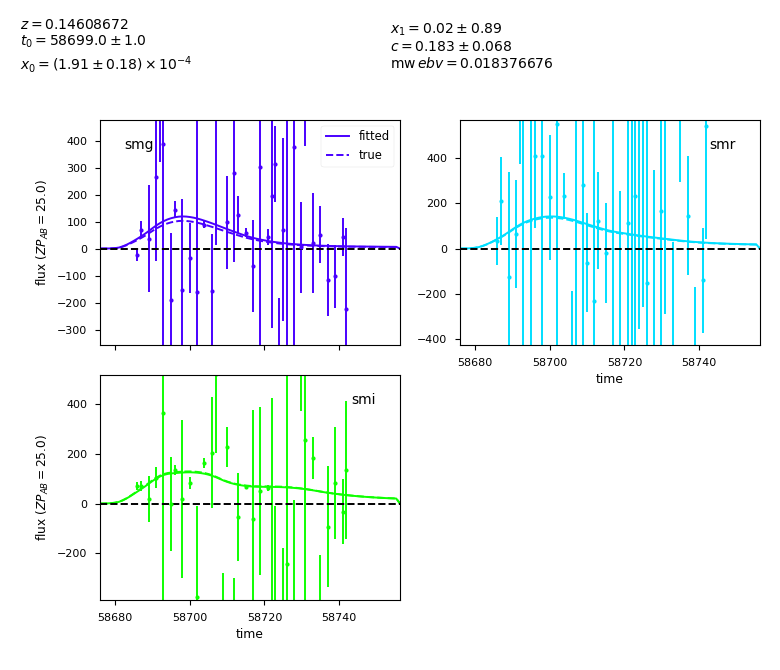 z = 0.14608672
t₀ = 58699.0 ± 1.0
x₀ = (1.91 ± 0.18) × 10⁻⁴
x₁ = 0.02 ± 0.89
c = 0.183 ± 0.068
mw ebv = 0.018376676
smg
fitted
true
400
300
200
100
0
−100
−200
−300
flux (ZP_AB = 25.0)
smr
400
200
0
−200
−400
58680 58700 58720 58740
time
smi
400
200
0
−200
flux (ZP_AB = 25.0)
58680 58700 58720 58740
time